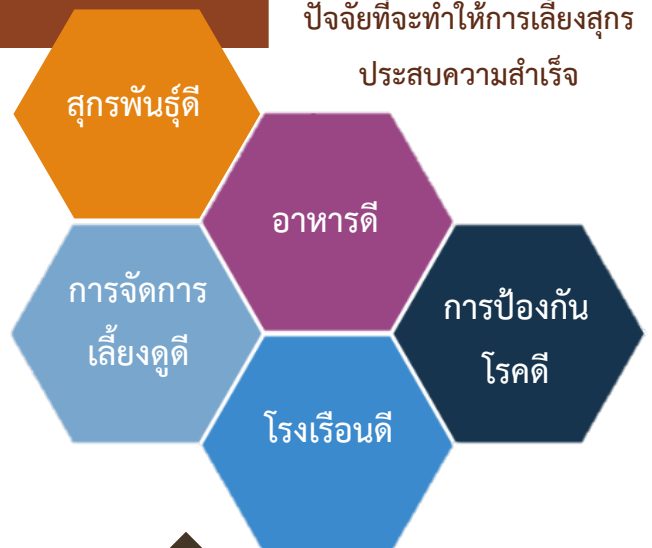 ปัจจัยที่จะทำให้การเลี้ยงสุกร
ประสบความสำเร็จ
สุกรพันธุ์ดี
อาหารดี
การจัดการ
เลี้ยงดูดี
การป้องกัน
โรคดี
โรงเรือนดี